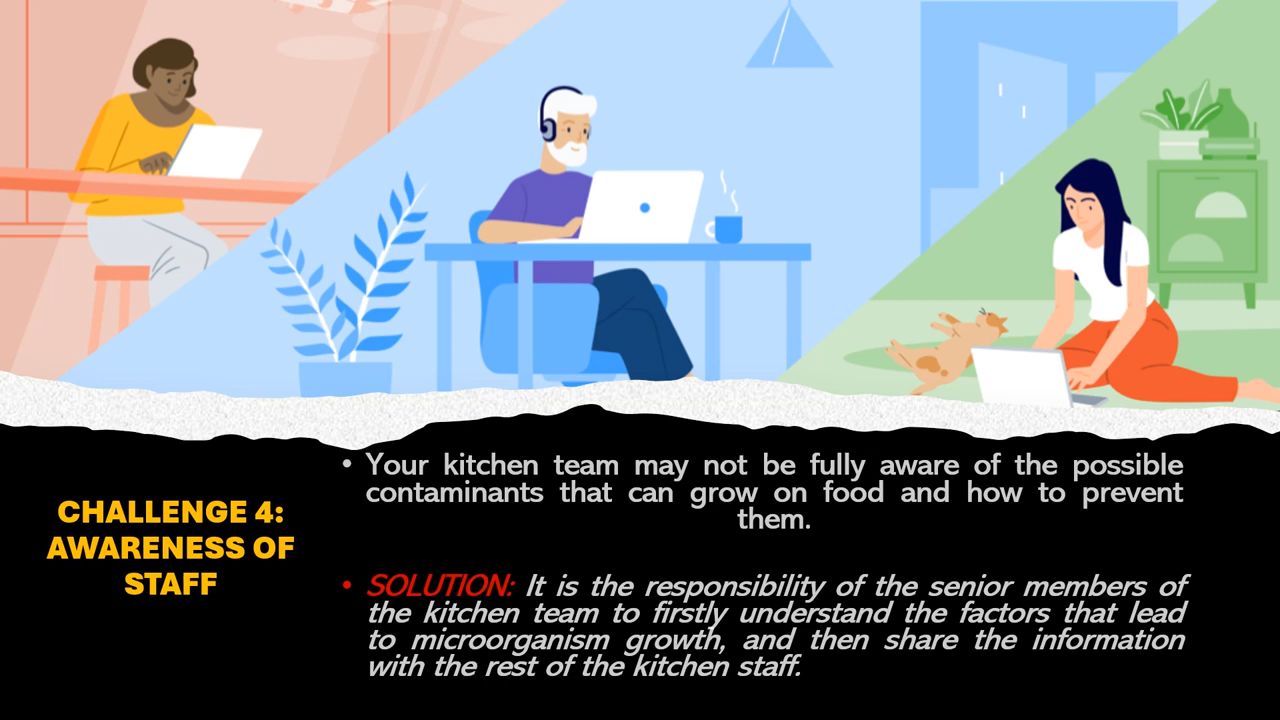 CHALLENGE 4:
AWARENESS OF
STAFF
• Your kitchen team may not be fully aware of the possible
contaminants that can grow on food and how to prevent
them.
• SOLUTION: It is the responsibility of the senior members of
the kitchen team to firstly understand the factors that lead
to microorganism growth, and then share the information
with the rest of the kitchen staff.